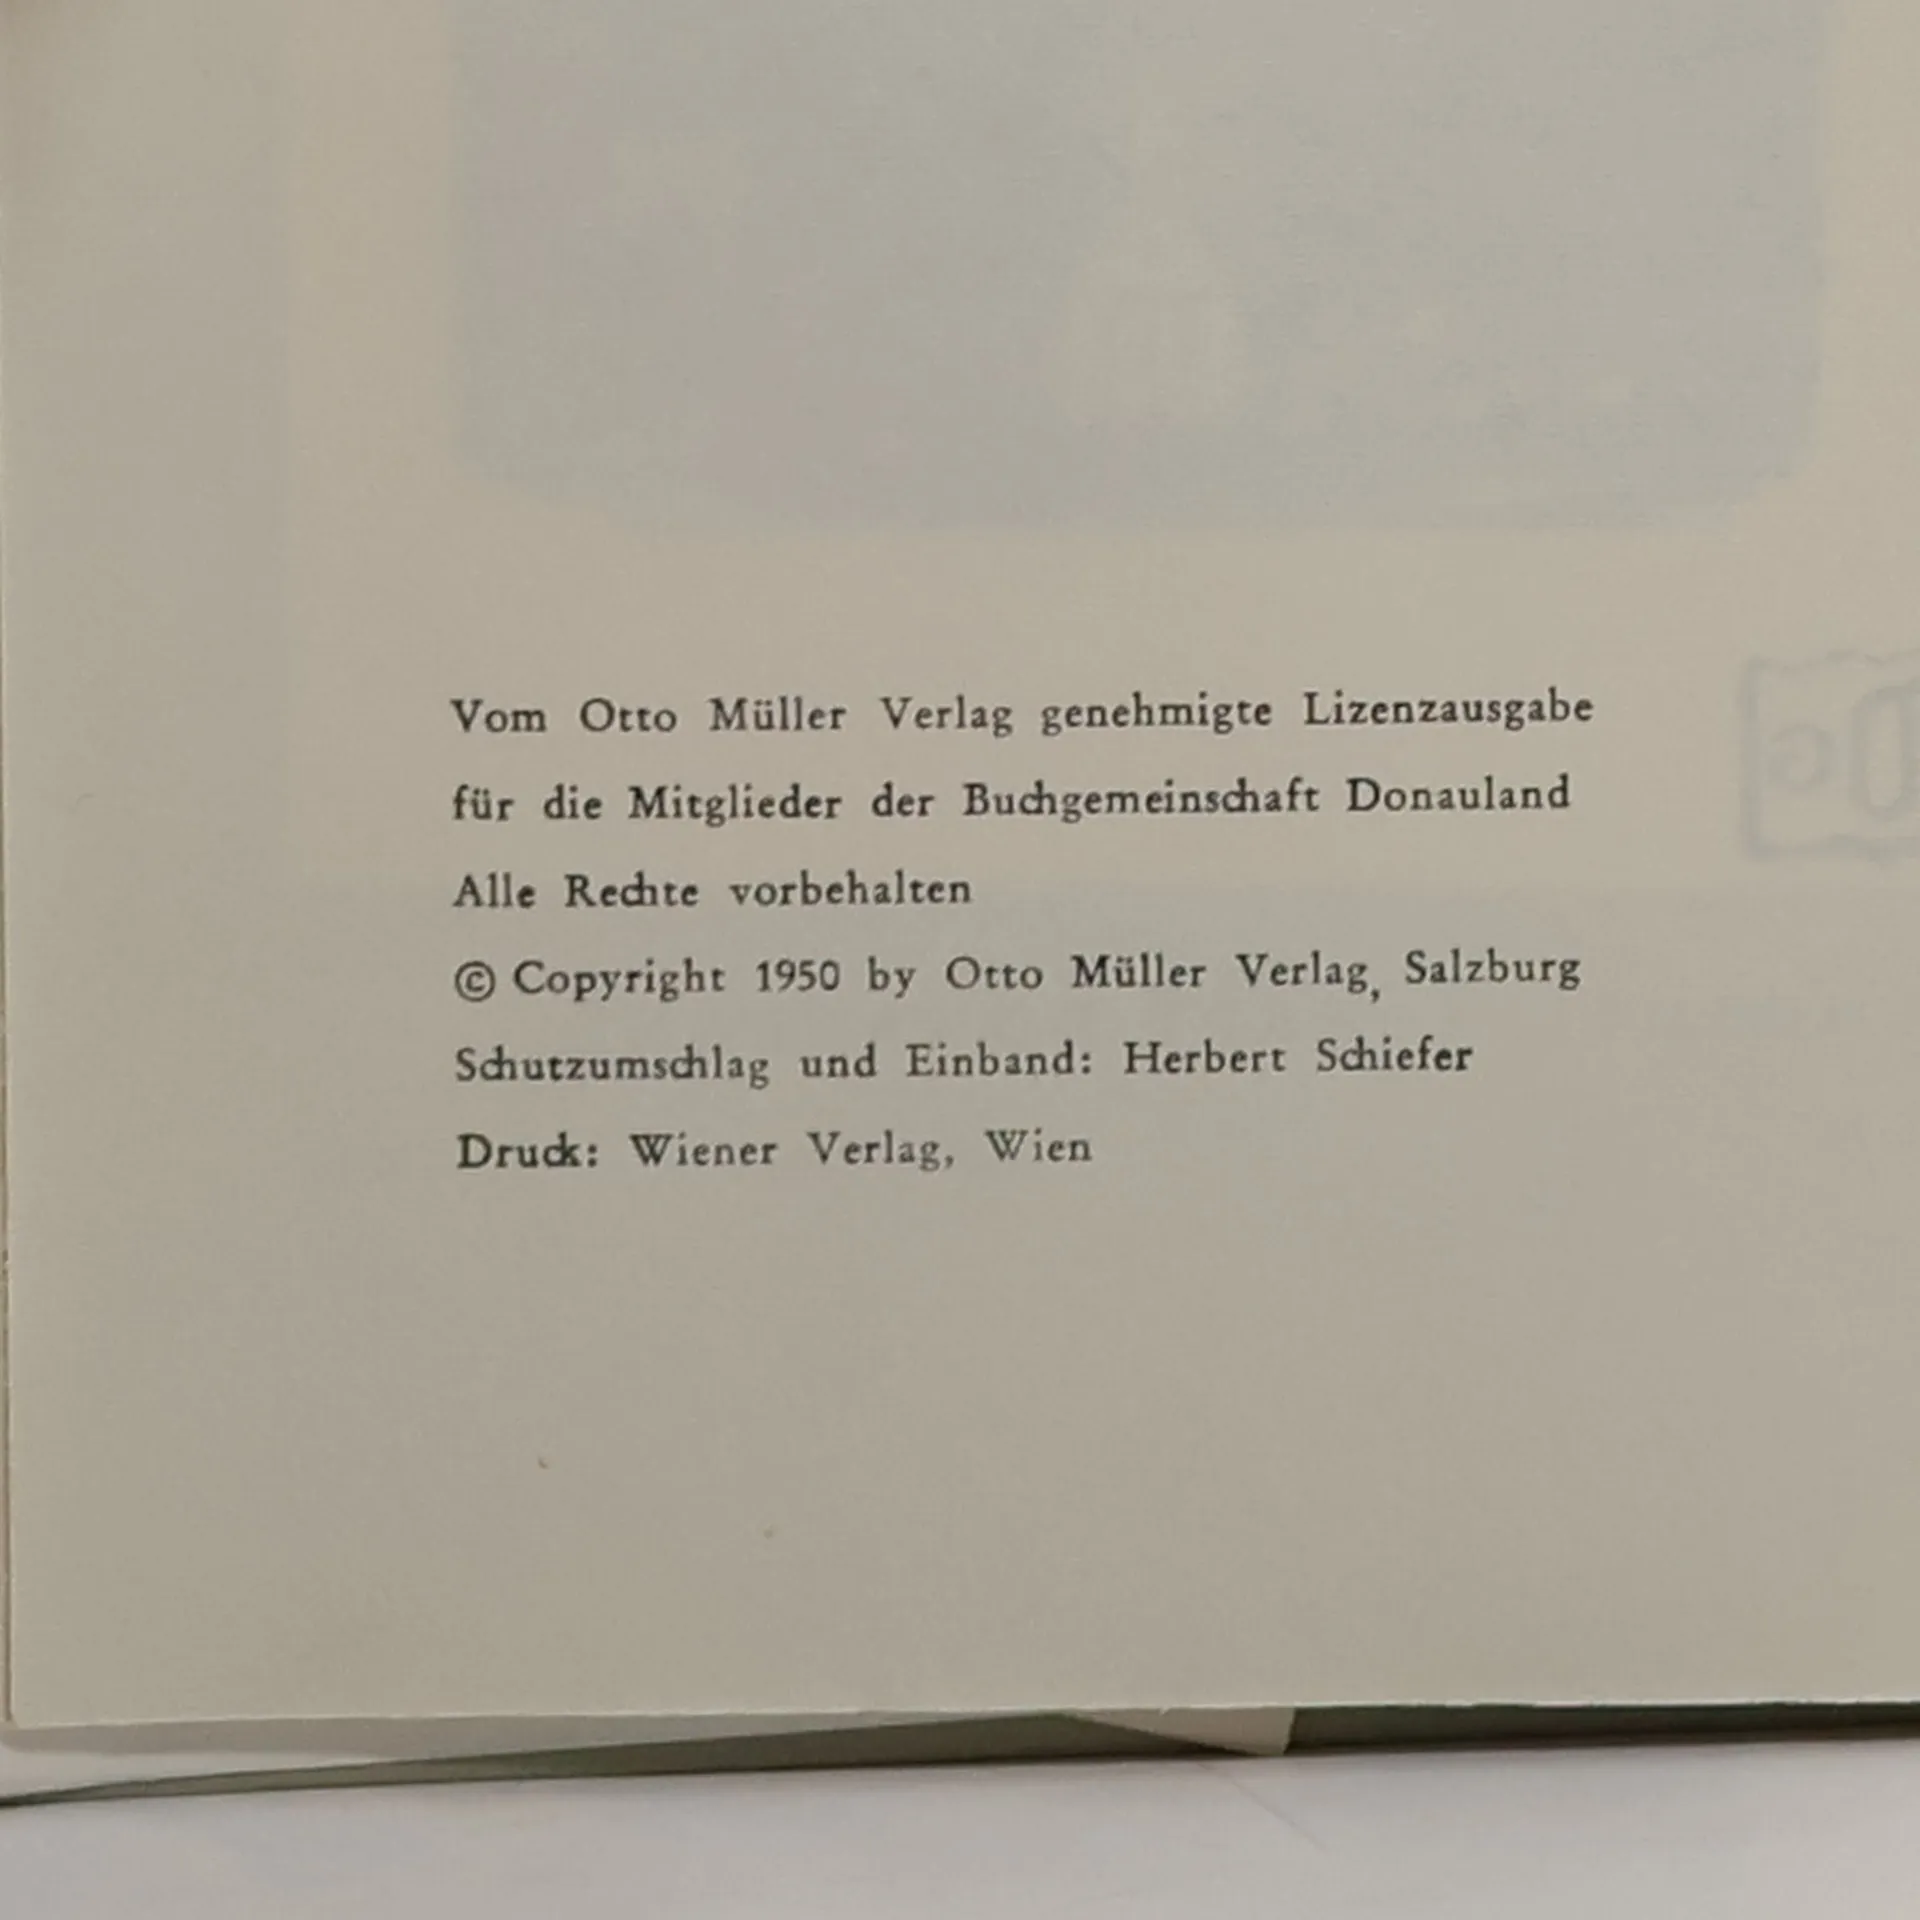 Vom Otto Müller Verlag genehmigte Lizenzausgabe
für die Mitglieder der Buchgemeinschaft Donauland
Alle Rechte vorbehalten
© Copyright 1950 by Otto Müller Verlag, Salzburg
Schutzumschlag und Einband: Herbert Schiefer
Druck: Wiener Verlag, Wien